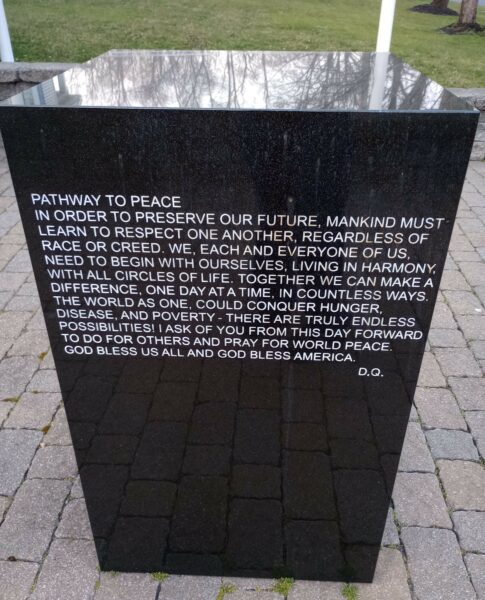 PATHWAY TO PEACE
IN ORDER TO PRESERVE OUR FUTURE, MANKIND MUST
LEARN TO RESPECT ONE ANOTHER, REGARDLESS OF
RACE OR CREED. WE, EACH AND EVERYONE OF US,
NEED TO BEGIN WITH OURSELVES, LIVING IN HARMONY,
WITH ALL CIRCLES OF LIFE. TOGETHER WE CAN MAKE A
DIFFERENCE, ONE DAY AT A TIME, IN COUNTLESS WAYS.
THE WORLD AS ONE, COULD CONQUER HUNGER,
DISEASE, AND POVERTY - THERE ARE TRULY ENDLESS
POSSIBILITIES! I ASK OF YOU FROM THIS DAY FORWARD
TO DO FOR OTHERS AND PRAY FOR WORLD PEACE.
GOD BLESS US ALL AND GOD BLESS AMERICA.
D.Q.